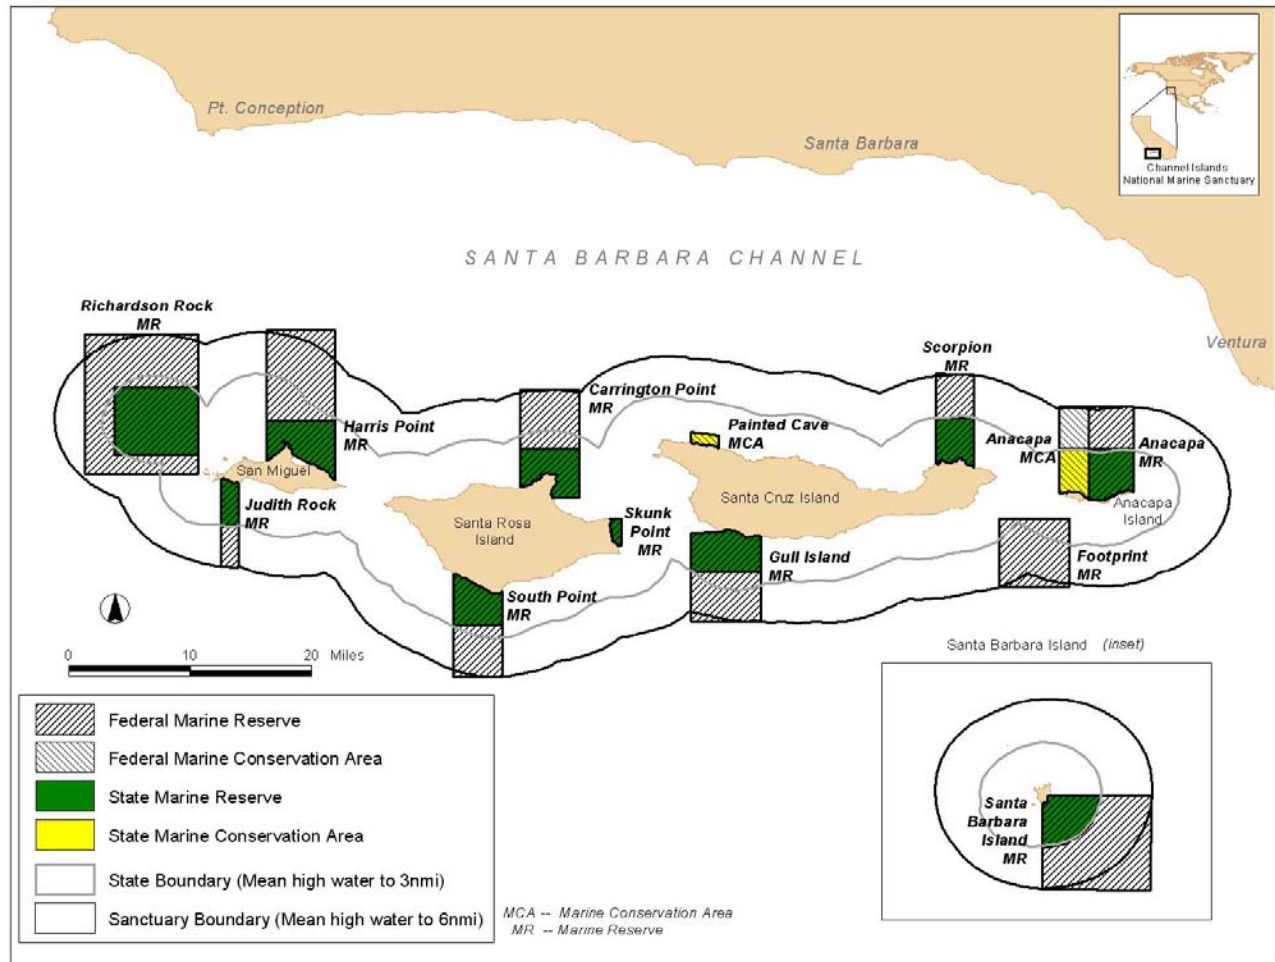 Pt. Conception
Santa Barbara
Channel Islands
National Marine Sanctuary
SANTA BARBARA CHANNEL
Ventura
Richardson Rock
MR
Harris Point
MR
San Miguel
Judith Rock
MR
Carrington Point
MR
Santa Rosa
Island
Skunk
Point
MR
South Point
MR
Painted Cave
MCA
Santa Cruz Island
Gull Island
MR
Scorpion
MR
Anacapa
MCA
Anacapa
MR
Anacapa
Island
Footprint
MR
0 10 20 Miles
Santa Barbara Island (inset)
Santa
Barbara
Island
MR
Federal Marine Reserve
Federal Marine Conservation Area
State Marine Reserve
State Marine Conservation Area
State Boundary (Mean high water to 3nmi)
Sanctuary Boundary (Mean high water to 6nmi)
MCA -- Marine Conservation Area
MR -- Marine Reserve